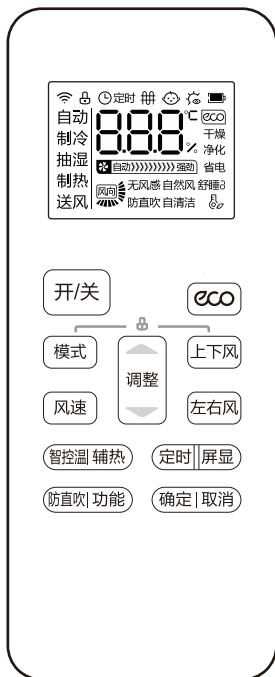 定时
自动 888 ℃ eco
制冷 % 干燥
抽湿 净化
自动 强劲 省电
制热 风向 无风感 自然风 舒睡
送风 防直吹 自清洁
开/关 eco
模式 调整 上下风
风速 左右风
智控温|辅热 定时||屏显
防直吹|功能 确定|取消